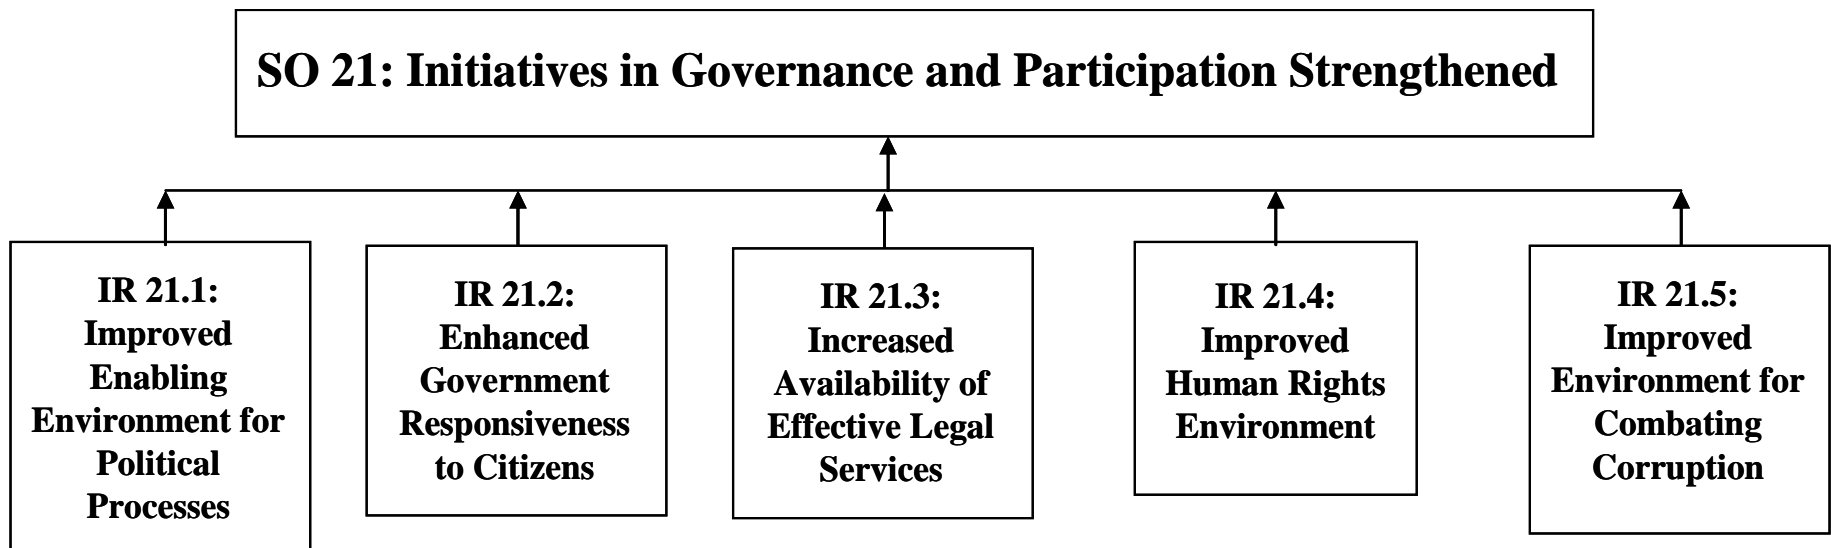 SO 21: Initiatives in Governance and Participation Strengthened
IR 21.1:
Improved
Enabling
Environment for
Political
Processes
IR 21.2:
Enhanced
Government
Responsiveness
to Citizens
IR 21.3:
Increased
Availability of
Effective Legal
Services
IR 21.4:
Improved
Human Rights
Environment
IR 21.5:
Improved
Environment for
Combating
Corruption